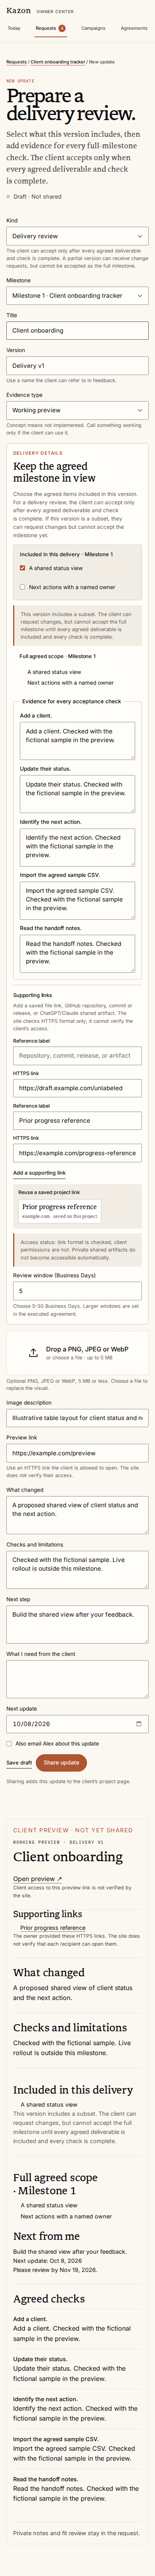 Kazon OWNER CENTER
Today Requests 4 Campaigns Agreements
Requests / Client onboarding tracker / New update
NEW UPDATE
Prepare a
delivery review.
Select what this version includes, then
add evidence for every agreed
check. The client accepts only when
every agreed deliverable and check
is complete.
Draft · Not shared
Kind
Delivery review
The client can accept only after every agreed deliverable
and check is complete. A partial version can receive change
requests, but cannot be accepted as the full milestone.
Milestone
Milestone 1 · Client onboarding tracker
Title
Client onboarding
Version
Delivery v1
Use a name the client can refer to in feedback.
Evidence type
Working preview
Concept means not implemented. Call something working
only if the client can use it.
DELIVERY DETAILS
Keep the agreed
milestone in view
Choose the agreed items included in this version.
For a delivery review, the client can accept only
after every agreed deliverable and check
is complete. If this version is a subset, they
can request changes but cannot accept the
milestone yet.
Included in this delivery · Milestone 1
A shared status view
Next actions with a named owner
This version includes a subset. The client can
request changes, but cannot accept the full
milestone until every agreed deliverable is
included and every check is complete.
Full agreed scope · Milestone 1
A shared status view
Next actions with a named owner
Evidence for every acceptance check
Add a client.
Add a client. Checked with the
fictional sample in the preview.
Update their status.
Update their status. Checked with
the fictional sample in the preview.
Identify the next action.
Identify the next action. Checked
with the fictional sample in the
preview.
Import the agreed sample CSV.
Import the agreed sample CSV.
Checked with the fictional sample
in the preview.
Read the handoff notes.
Read the handoff notes. Checked
with the fictional sample in the
preview.
Supporting links
Add a saved file link, GitHub repository, commit or
release, or ChatGPT/Claude shared artifact. The
site checks HTTPS format only; it cannot verify the
client's access.
Reference label
Repository, commit, release, or artifact
HTTPS link
https://draft.example.com/unlabeled
Reference label
Prior progress reference
HTTPS link
https://example.com/progress-reference
Add a supporting link
Reuse a saved project link
Prior progress reference
example.com · saved on this project
Access status: link format is checked, client
permissions are not. Private shared artifacts do
not become accessible automatically.
Review window (Business Days)
5
Choose 5–30 Business Days. Larger windows are set
in the executed agreement.
Drop a PNG, JPEG or WebP
or choose a file · up to 5 MB
Optional PNG, JPEG or WebP, 5 MB or less. Choose a file to
replace the visual.
Image description
Illustrative table layout for client status and n
Preview link
https://example.com/preview
Use an HTTPS link the client is allowed to open. The site
does not verify their access.
What changed
A proposed shared view of client status and
the next action.
Checks and limitations
Checked with the fictional sample. Live
rollout is outside this milestone.
Next step
Build the shared view after your feedback.
What I need from the client
Next update
10/08/2026
Also email Alex about this update
Save draft Share update
Sharing adds this update to the client's project page.
CLIENT PREVIEW · NOT YET SHARED
WORKING PREVIEW · DELIVERY V1
Client onboarding
Open preview ↗
Client access to this preview link is not verified by
the site.
Supporting links
Prior progress reference
The owner provided these HTTPS links. The site does
not verify that each recipient can open them.
What changed
A proposed shared view of client status
and the next action.
Checks and limitations
Checked with the fictional sample. Live
rollout is outside this milestone.
Included in this delivery
A shared status view
This version includes a subset. The client can
request changes, but cannot accept the full
milestone until every agreed deliverable is
included and every check is complete.
Full agreed scope
· Milestone 1
A shared status view
Next actions with a named owner
Next from me
Build the shared view after your feedback.
Next update: Oct 8, 2026
Please review by Nov 19, 2026.
Agreed checks
Add a client.
Add a client. Checked with the fictional
sample in the preview.
Update their status.
Update their status. Checked with the
fictional sample in the preview.
Identify the next action.
Identify the next action. Checked with the
fictional sample in the preview.
Import the agreed sample CSV.
Import the agreed sample CSV. Checked
with the fictional sample in the preview.
Read the handoff notes.
Read the handoff notes. Checked with the
fictional sample in the preview.
Private notes and fit review stay in the request.